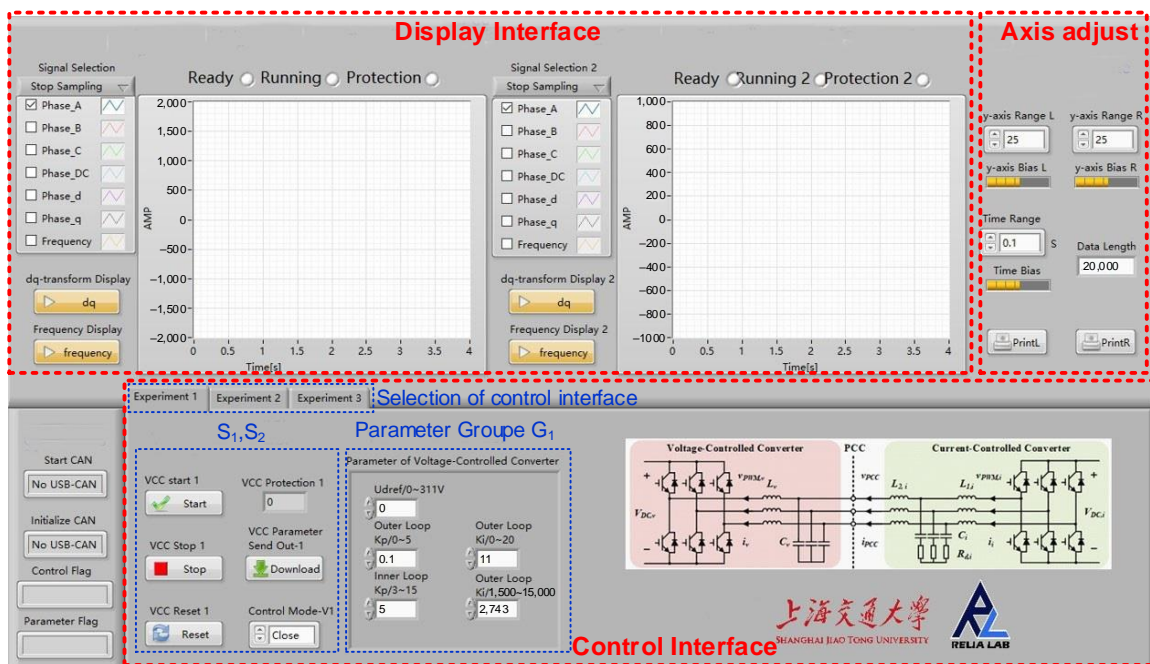 Display Interface
Axis adjust
Signal Selection
Stop Sampling
Phase_A
Phase_B
Phase_C
Phase_DC
Phase_d
Phase_q
Frequency
dq-transform Display
dq
Frequency Display
frequency
Ready Running Protection
AMP
2,000
1,500
1,000
500
0
−500
−1,000
−1,500
−2,000
0 0.5 1 1.5 2 2.5 3 3.5 4
Time[s]
Signal Selection 2
Stop Sampling
Phase_A
Phase_B
Phase_C
Phase_DC
Phase_d
Phase_q
Frequency
dq-transform Display 2
dq
Frequency Display 2
frequency
Ready Running 2 Protection 2
AMP
1,000
800
600
400
200
0
−200
−400
−600
−800
−1000
0 0.5 1 1.5 2 2.5 3 3.5 4
Time[s]
y-axis Range L y-axis Range R
25 25
y-axis Bias L y-axis Bias R
Time Range
0.1 S
Data Length
20,000
Time Bias
PrintL PrintR
Experiment 1 Experiment 2 Experiment 3 Selection of control interface
Start CAN
No USB-CAN
Initialize CAN
No USB-CAN
Control Flag
Parameter Flag
S₁,S₂
VCC start 1
Start
VCC Protection 1
0
VCC Stop 1
Stop
VCC Parameter
Send Out-1
Download
VCC Reset 1
Reset
Control Mode-V1
Close
Parameter Groupe G₁
Parameter of Voltage-Controlled Converter
Udref/0~311V
0
Outer Loop
Kp/0~5
0.1
Outer Loop
Ki/0~20
11
Inner Loop
Kp/3~15
5
Outer Loop
Ki/1,500~15,000
2,743
Voltage-Controlled Converter PCC Current-Controlled Converter
+ vPWM,v Lv vPCC L2,i L1,i vPWM,i +
VDC,v VDC,i
− iv Cv iPCC Ci Rd,i ii −
上海交通大学
SHANGHAI JIAO TONG UNIVERSITY
RELIA LAB
Control Interface